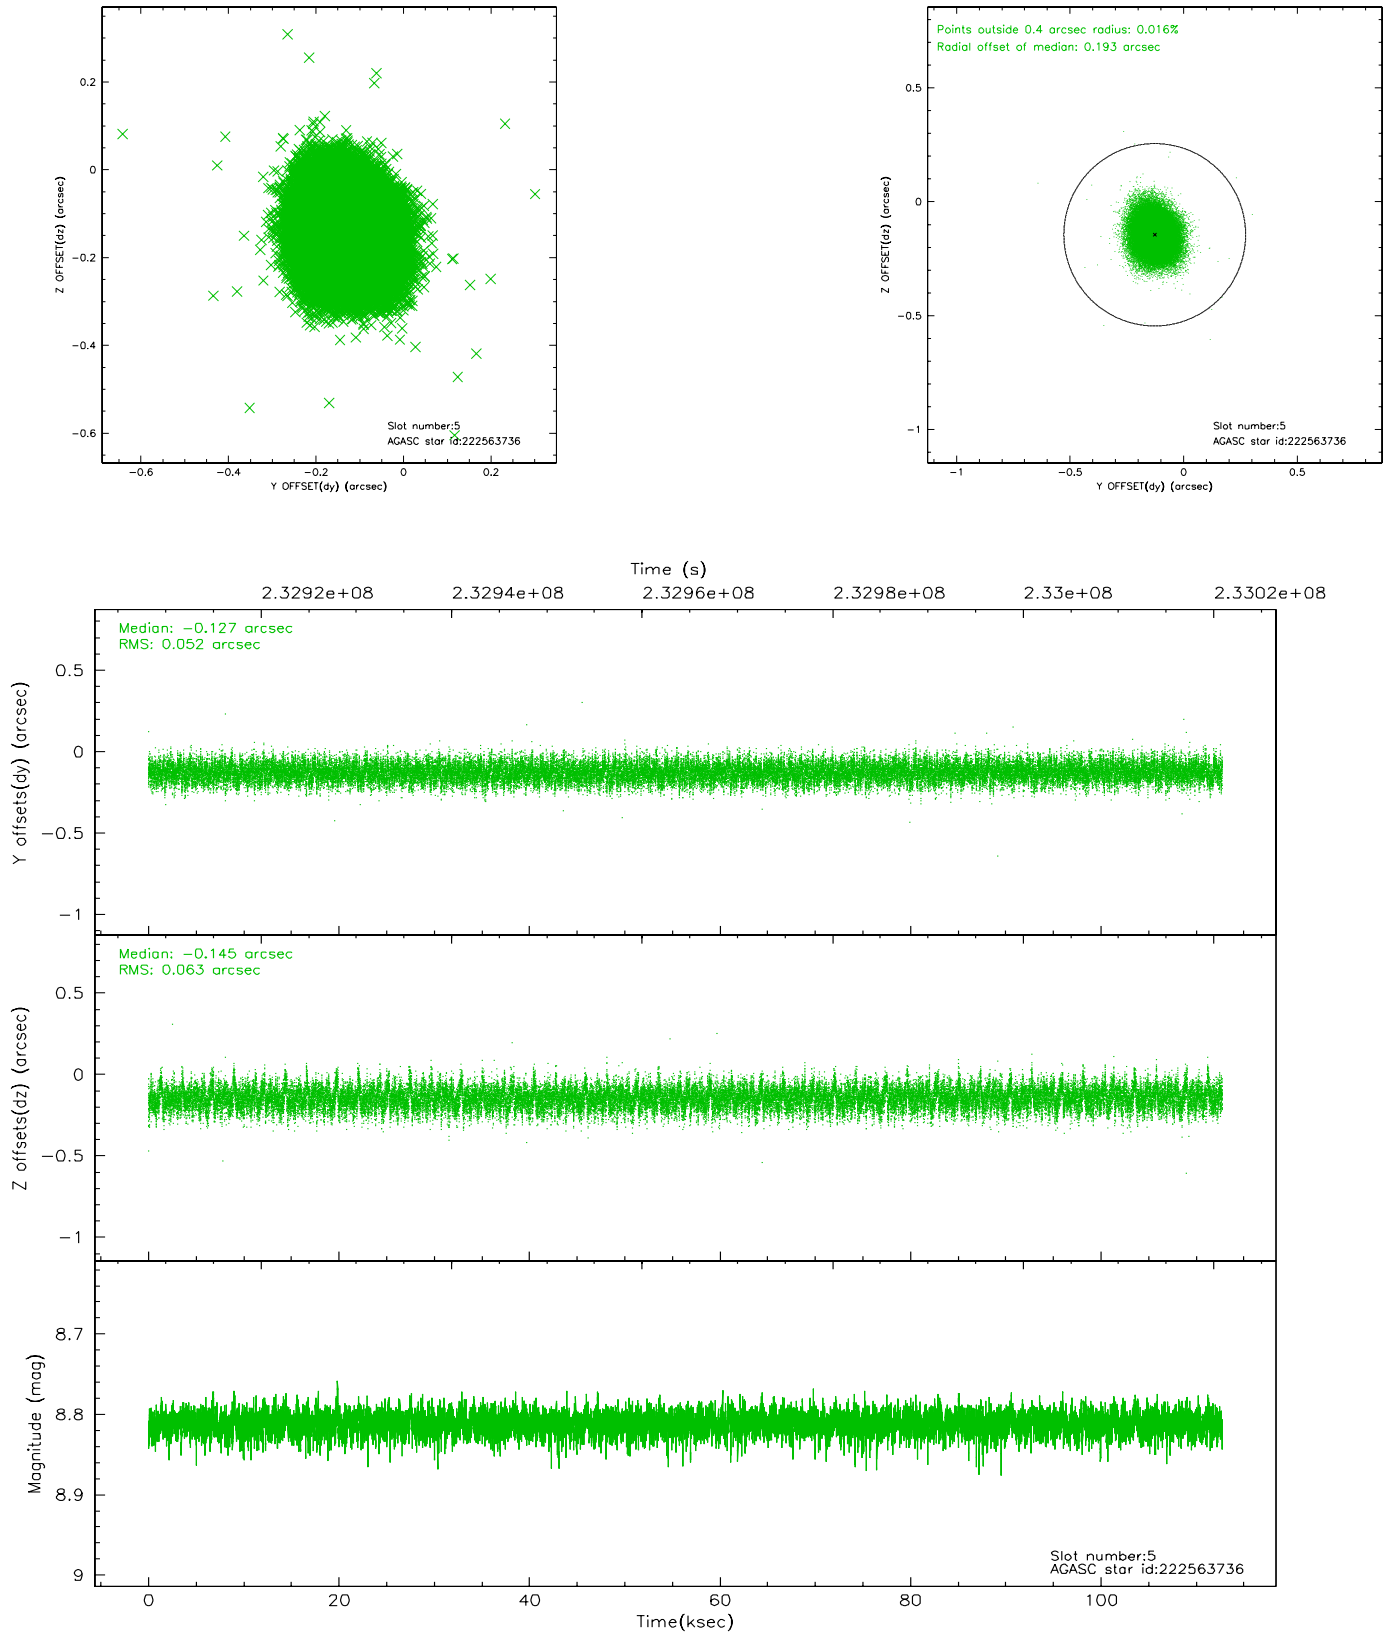 0.2
0
−0.2
−0.4
−0.6
Z OFFSET(dz) (arcsec)
Slot number:5
AGASC star id:222563736
−0.6
−0.4
−0.2
0
0.2
Y OFFSET(dy) (arcsec)
Points outside 0.4 arcsec radius: 0.016%
Radial offset of median: 0.193 arcsec
0.5
0
−0.5
−1
Z OFFSET(dz) (arcsec)
Slot number:5
AGASC star id:222563736
−1
−0.5
0
0.5
Y OFFSET(dy) (arcsec)
Time (s)
2.3292e+08
2.3294e+08
2.3296e+08
2.3298e+08
2.33e+08
2.3302e+08
Median: −0.127 arcsec
RMS: 0.052 arcsec
0.5
0
−0.5
−1
Y offsets(dy) (arcsec)
Median: −0.145 arcsec
RMS: 0.063 arcsec
0.5
0
−0.5
−1
Z offsets(dz) (arcsec)
8.7
8.8
8.9
9
Magnitude (mag)
Slot number:5
AGASC star id:222563736
0
20
40
60
80
100
Time(ksec)